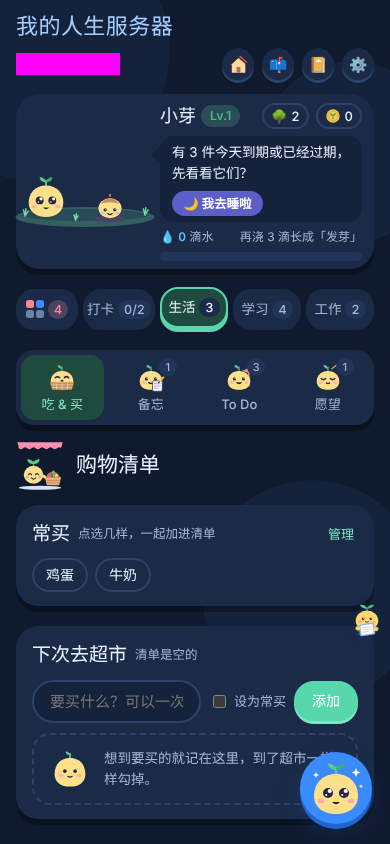 我的人生服务器
小芽 Lv.1 2 0
有 3 件今天到期或已经过期，
先看看它们？
我去睡啦
0 滴水 再浇 3 滴长成「发芽」
4 打卡 0/2 生活 3 学习 4 工作 2
1 3 1
吃 & 买 备忘 To Do 愿望
购物清单
常买 点选几样，一起加进清单 管理
鸡蛋 牛奶
下次去超市 清单是空的
要买什么？可以一次 设为常买 添加
想到要买的就记在这里，到了超市一
样勾掉。